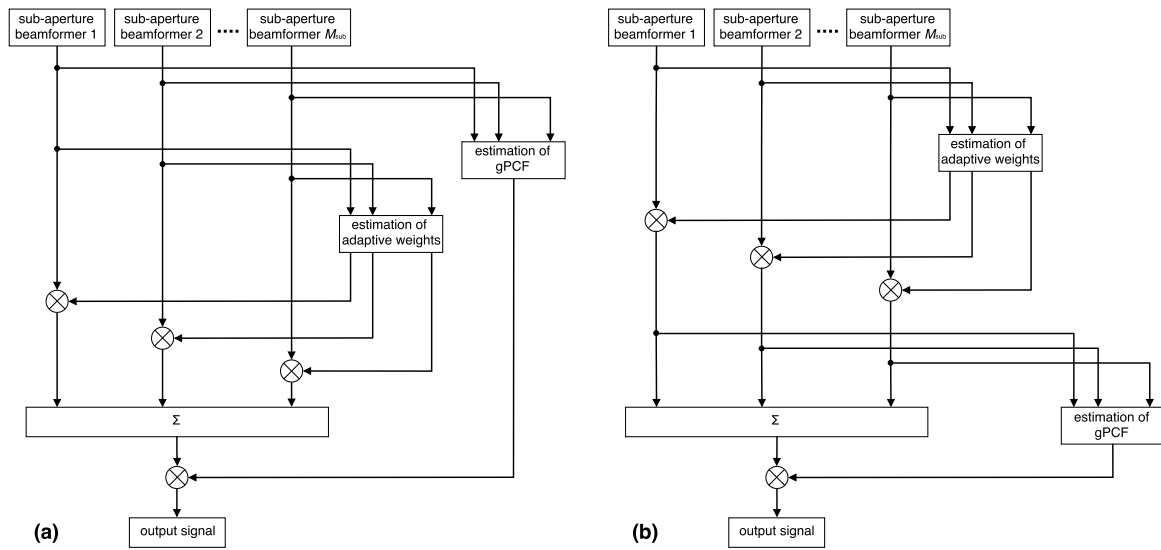 sub-aperture
beamformer 1
sub-aperture
beamformer 2
....
sub-aperture
beamformer Msub
estimation of
gPCF
estimation of
adaptive weights
Σ
output signal
(a)
sub-aperture
beamformer 1
sub-aperture
beamformer 2
....
sub-aperture
beamformer Msub
estimation of
adaptive weights
estimation of
gPCF
Σ
output signal
(b)